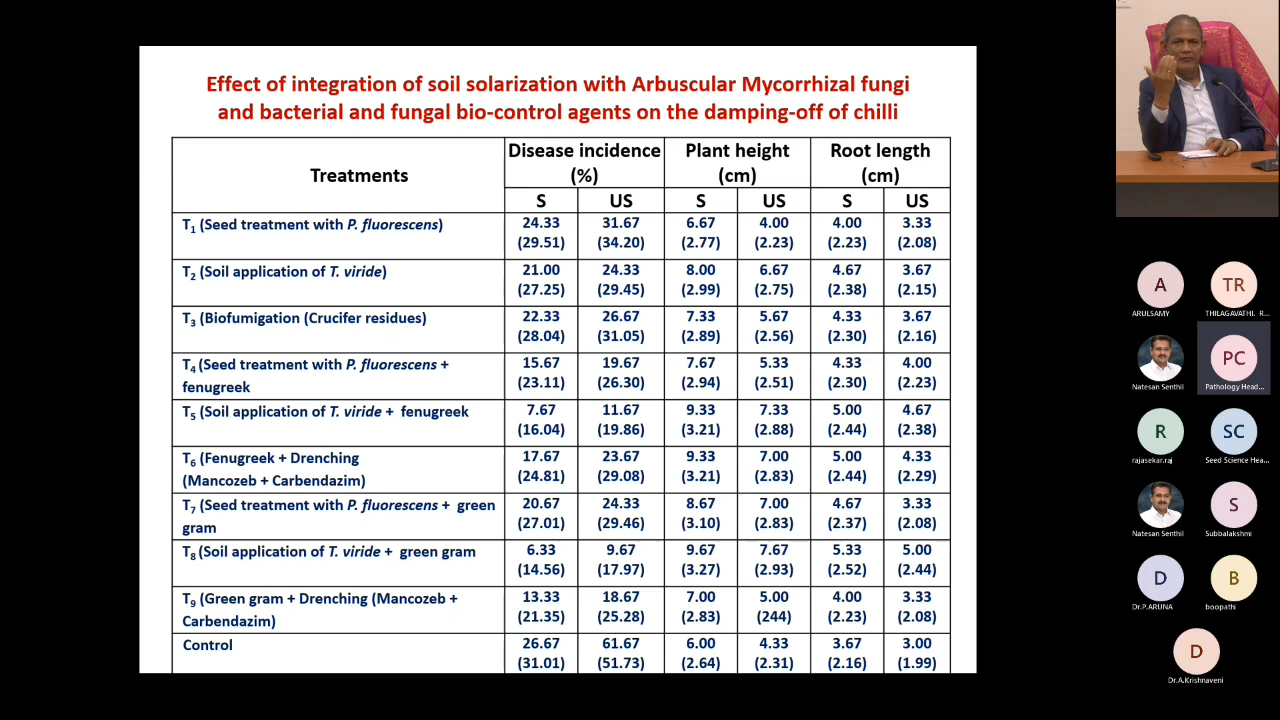 Effect of integration of soil solarization with Arbuscular Mycorrhizal fungi
and bacterial and fungal bio-control agents on the damping-off of chilli
Treatments
Disease incidence (%)
Plant height (cm)
Root length (cm)
S US S US S US
T1 (Seed treatment with P. fluorescens) 24.33 31.67 6.67 4.00 4.00 3.33
(29.51) (34.20) (2.77) (2.23) (2.23) (2.08)
T2 (Soil application of T. viride) 21.00 24.33 8.00 6.67 4.67 3.67
(27.25) (29.45) (2.99) (2.75) (2.38) (2.15)
T3 (Biofumigation (Crucifer residues) 22.33 26.67 7.33 5.67 4.33 3.67
(28.04) (31.05) (2.89) (2.56) (2.30) (2.16)
T4 (Seed treatment with P. fluorescens + 15.67 19.67 7.67 5.33 4.33 4.00
fenugreek (23.11) (26.30) (2.94) (2.51) (2.30) (2.23)
T5 (Soil application of T. viride + fenugreek 7.67 11.67 9.33 7.33 5.00 4.67
(16.04) (19.86) (3.21) (2.88) (2.44) (2.38)
T6 (Fenugreek + Drenching 17.67 23.67 9.33 7.00 5.00 4.33
(Mancozeb + Carbendazim) (24.81) (29.08) (3.21) (2.83) (2.44) (2.29)
T7 (Seed treatment with P. fluorescens + green 20.67 24.33 8.67 7.00 4.67 3.33
gram (27.01) (29.46) (3.10) (2.83) (2.37) (2.08)
T8 (Soil application of T. viride + green gram 6.33 9.67 9.67 7.67 5.33 5.00
(14.56) (17.97) (3.27) (2.93) (2.52) (2.44)
T9 (Green gram + Drenching (Mancozeb + 13.33 18.67 7.00 5.00 4.00 3.33
Carbendazim) (21.35) (25.28) (2.83) (244) (2.23) (2.08)
Control 26.67 61.67 6.00 4.33 3.67 3.00
(31.01) (51.73) (2.64) (2.31) (2.16) (1.99)
A TR
ARULSAMY THILAGAVATHI. R...
PC
Natesan Senthil Pathology Head...
R SC
rajasekar.raj Seed Science Hea...
S
Natesan Senthil Subbalakshmi
D B
Dr.P.ARUNA boopathi
D
Dr.A.Krishnaveni